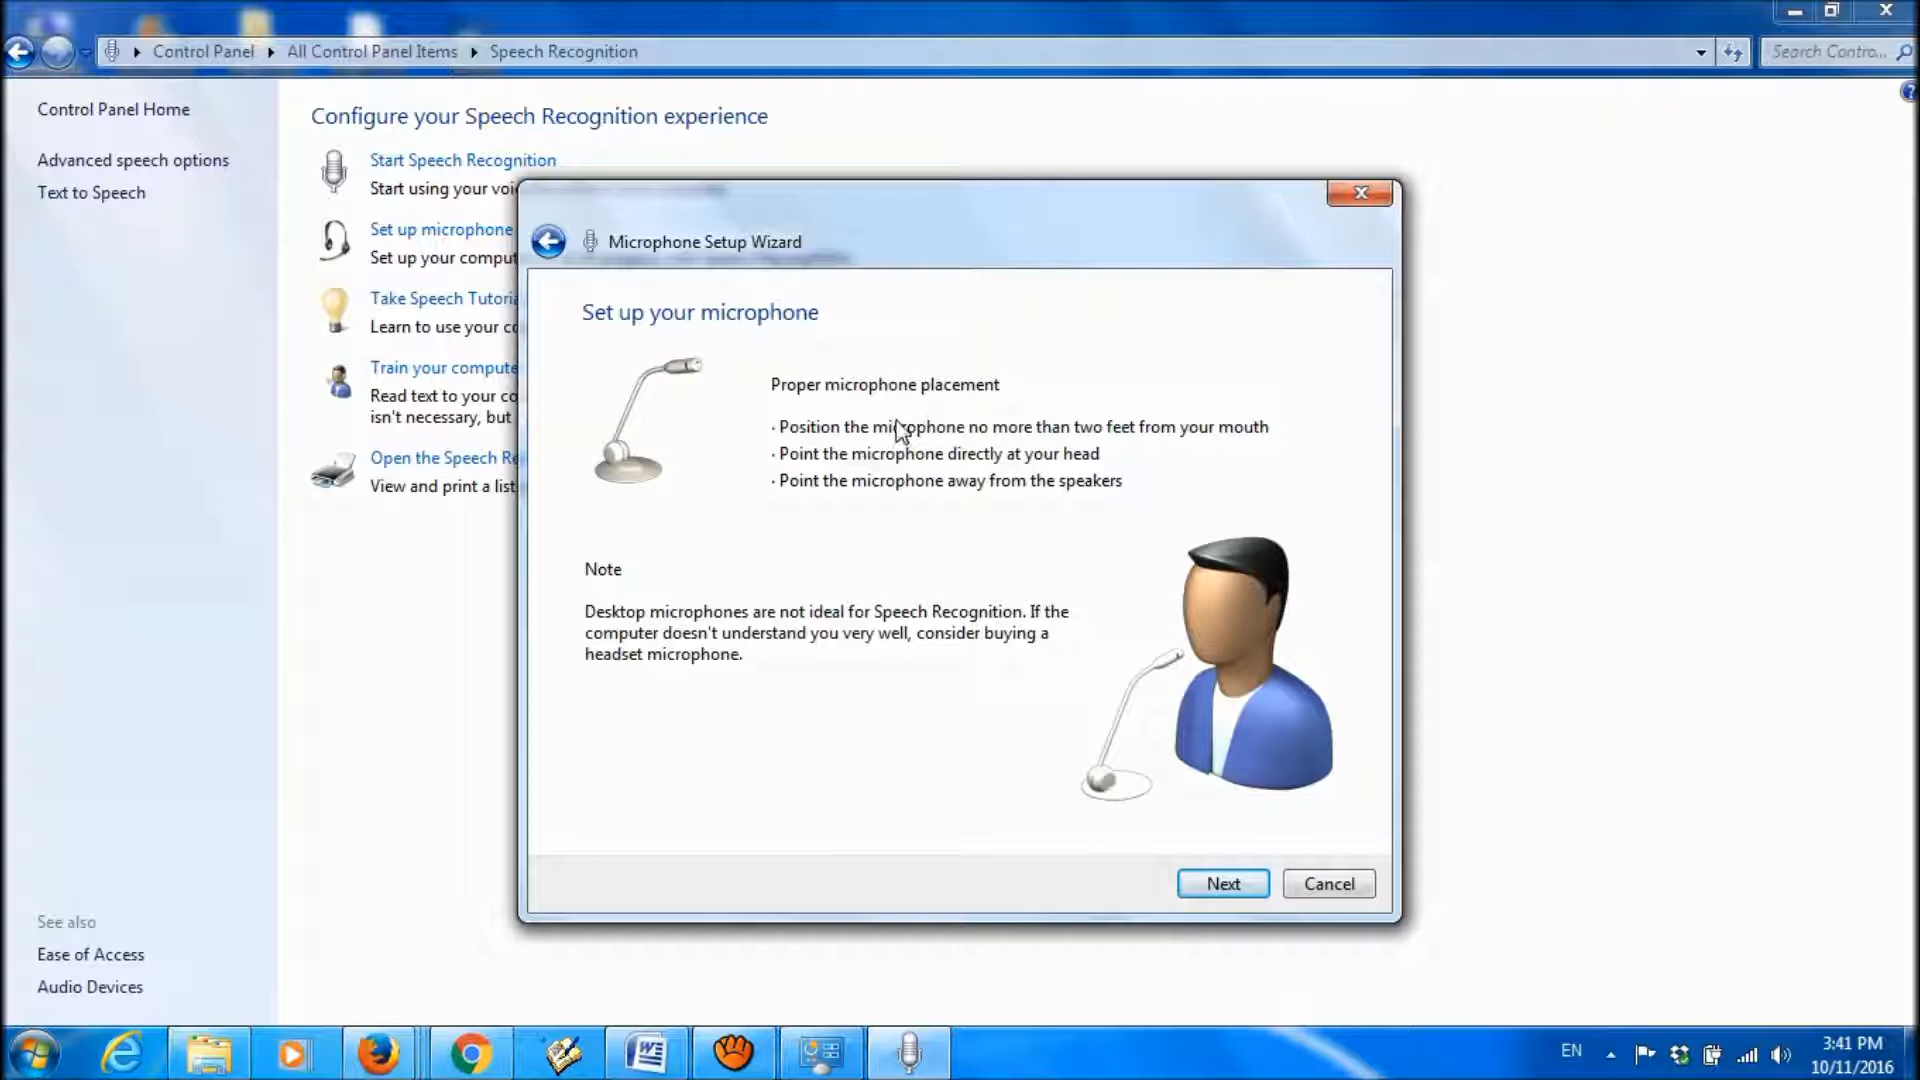 Control Panel ▸ All Control Panel Items ▸ Speech Recognition
Search Contro...
Control Panel Home
Advanced speech options
Text to Speech
Configure your Speech Recognition experience
Start Speech Recognition
Start using your voi
Set up microphone
Set up your comput
Take Speech Tutoria
Learn to use your co
Train your compute
Read text to your co
isn't necessary, but
Open the Speech Re
View and print a list
Microphone Setup Wizard
Set up your microphone
Proper microphone placement
· Position the microphone no more than two feet from your mouth
· Point the microphone directly at your head
· Point the microphone away from the speakers
Note
Desktop microphones are not ideal for Speech Recognition. If the
computer doesn't understand you very well, consider buying a
headset microphone.
Next
Cancel
See also
Ease of Access
Audio Devices
EN
3:41 PM
10/11/2016